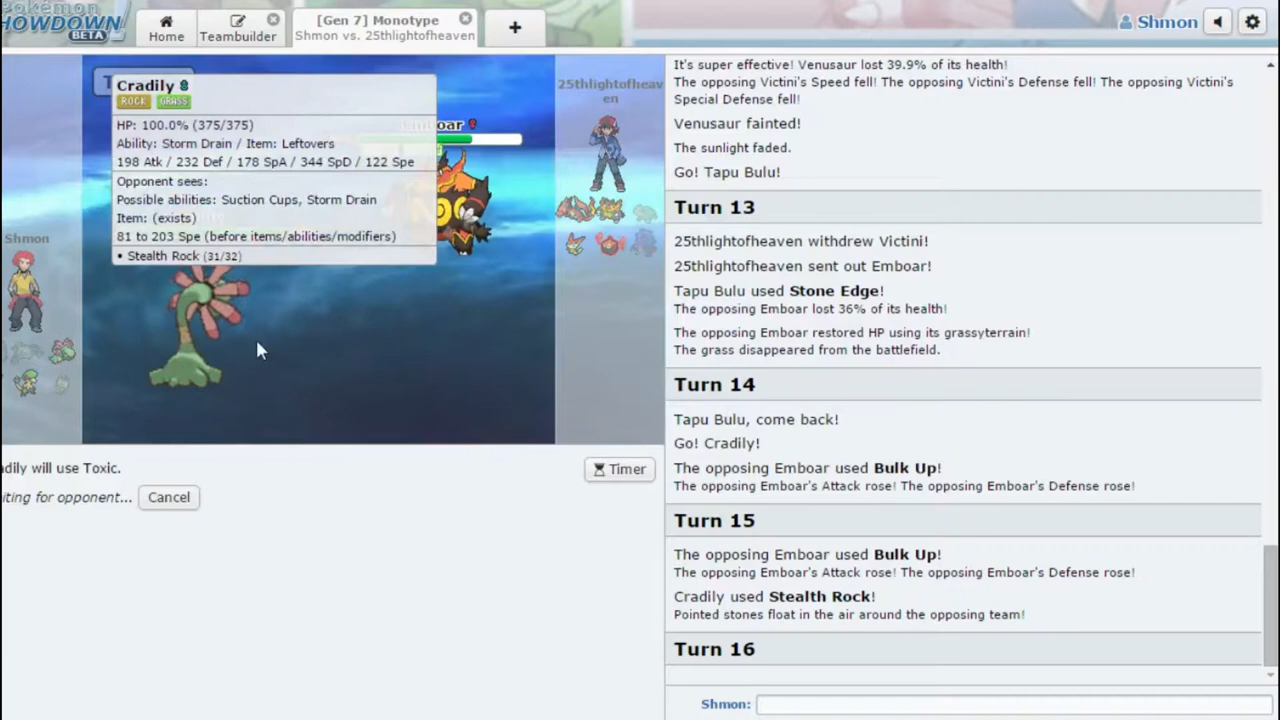 Pokémon
HOWDOWN
BETA
Home
Teambuilder
[Gen 7] Monotype
Shmon vs. 25thlightofheaven
+
Shmon
Cradily
ROCK GRASS
HP: 100.0% (375/375)
Ability: Storm Drain / Item: Leftovers
198 Atk / 232 Def / 178 SpA / 344 SpD / 122 Spe
Opponent sees:
Possible abilities: Suction Cups, Storm Drain
Item: (exists)
81 to 203 Spe (before items/abilities/modifiers)
• Stealth Rock (31/32)
25thlightofheav
en
Shmon
adily will use Toxic.
iting for opponent...
Cancel
Timer
It's super effective! Venusaur lost 39.9% of its health!
The opposing Victini's Speed fell! The opposing Victini's Defense fell! The opposing Victini's
Special Defense fell!
Venusaur fainted!
The sunlight faded.
Go! Tapu Bulu!
Turn 13
25thlightofheaven withdrew Victini!
25thlightofheaven sent out Emboar!
Tapu Bulu used Stone Edge!
The opposing Emboar lost 36% of its health!
The opposing Emboar restored HP using its grassyterrain!
The grass disappeared from the battlefield.
Turn 14
Tapu Bulu, come back!
Go! Cradily!
The opposing Emboar used Bulk Up!
The opposing Emboar's Attack rose! The opposing Emboar's Defense rose!
Turn 15
The opposing Emboar used Bulk Up!
The opposing Emboar's Attack rose! The opposing Emboar's Defense rose!
Cradily used Stealth Rock!
Pointed stones float in the air around the opposing team!
Turn 16
Shmon: